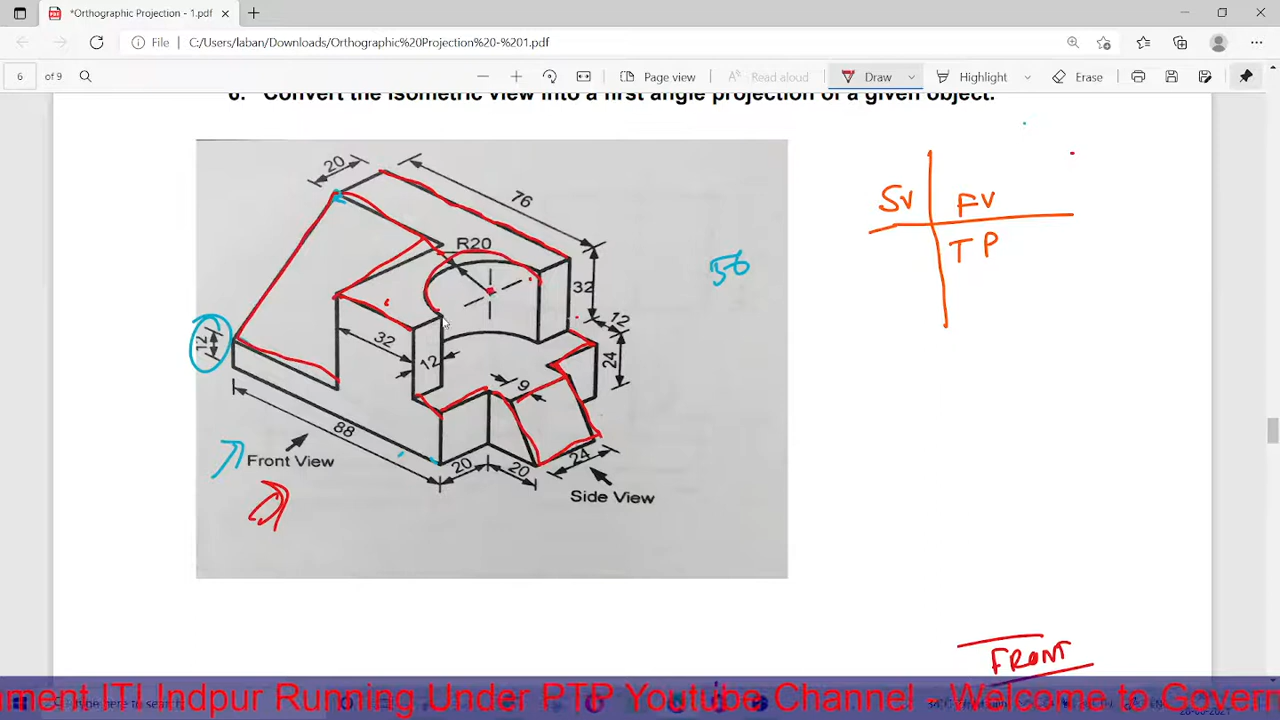 *Orthographic Projection - 1.pdf
File C:/Users/laban/Downloads/Orthographic%20Projection%20-%201.pdf
6 of 9 Page view Read aloud Draw Highlight Erase
6. Convert the isometric view into a first angle projection of a given object.
20
76
R20
32
12
12
32
12
24
9
88
20
20
24
Front View
Side View
56
SV FV
TP
FRONT
nment ITI Indpur Running Under PTP Youtube Channel - Welcome to Govern